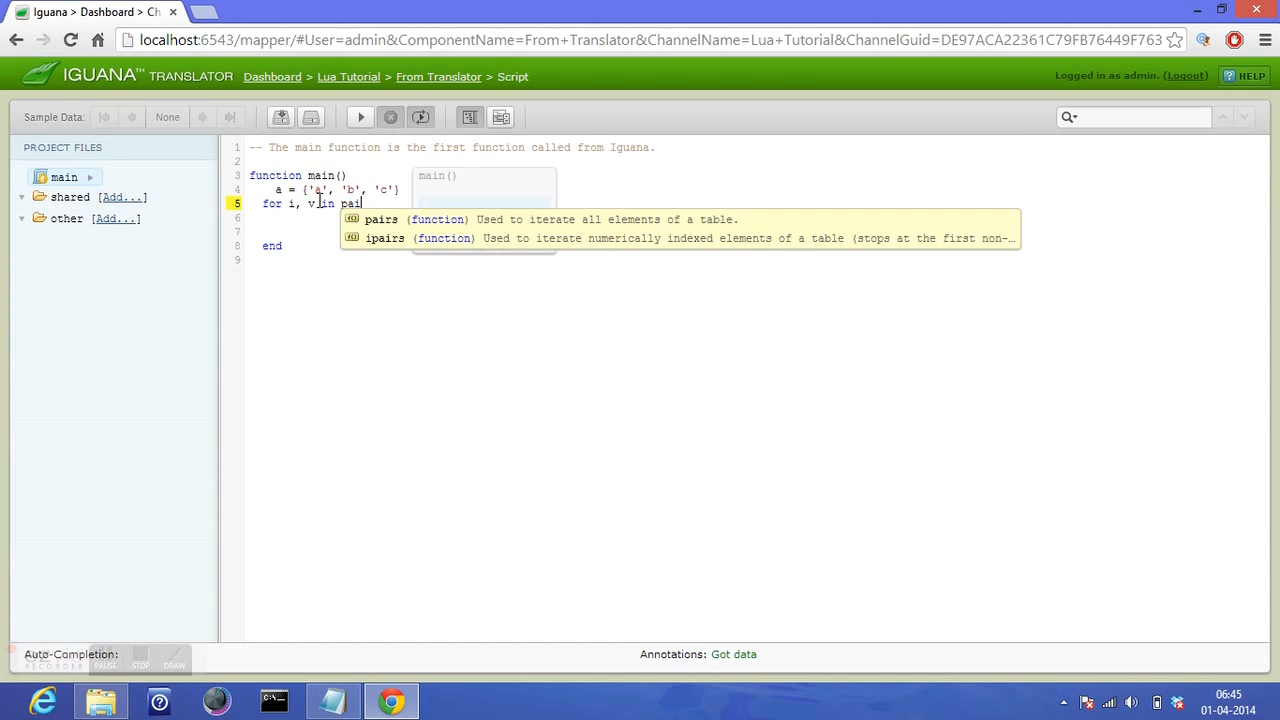 Iguana > Dashboard > Ch
localhost:6543/mapper/#User=admin&ComponentName=From+Translator&ChannelName=Lua+Tutorial&ChannelGuid=DE97ACA22361C79FB76449F763
IGUANA™ TRANSLATOR Dashboard > Lua Tutorial > From Translator > Script
Logged in as admin. (Logout) ? HELP
Sample Data: None
PROJECT FILES
main
shared [Add...]
other [Add...]
1 -- The main function is the first function called from Iguana.
2
3 function main()
4 a = {'a', 'b', 'c'}
5 for i, v in pai
6
7
8 end
9
main()
pairs (function) Used to iterate all elements of a table.
ipairs (function) Used to iterate numerically indexed elements of a table (stops at the first non-…
Auto-Completion:
RECORDER PAUSE STOP DRAW
Annotations: Got data
06:45
01-04-2014